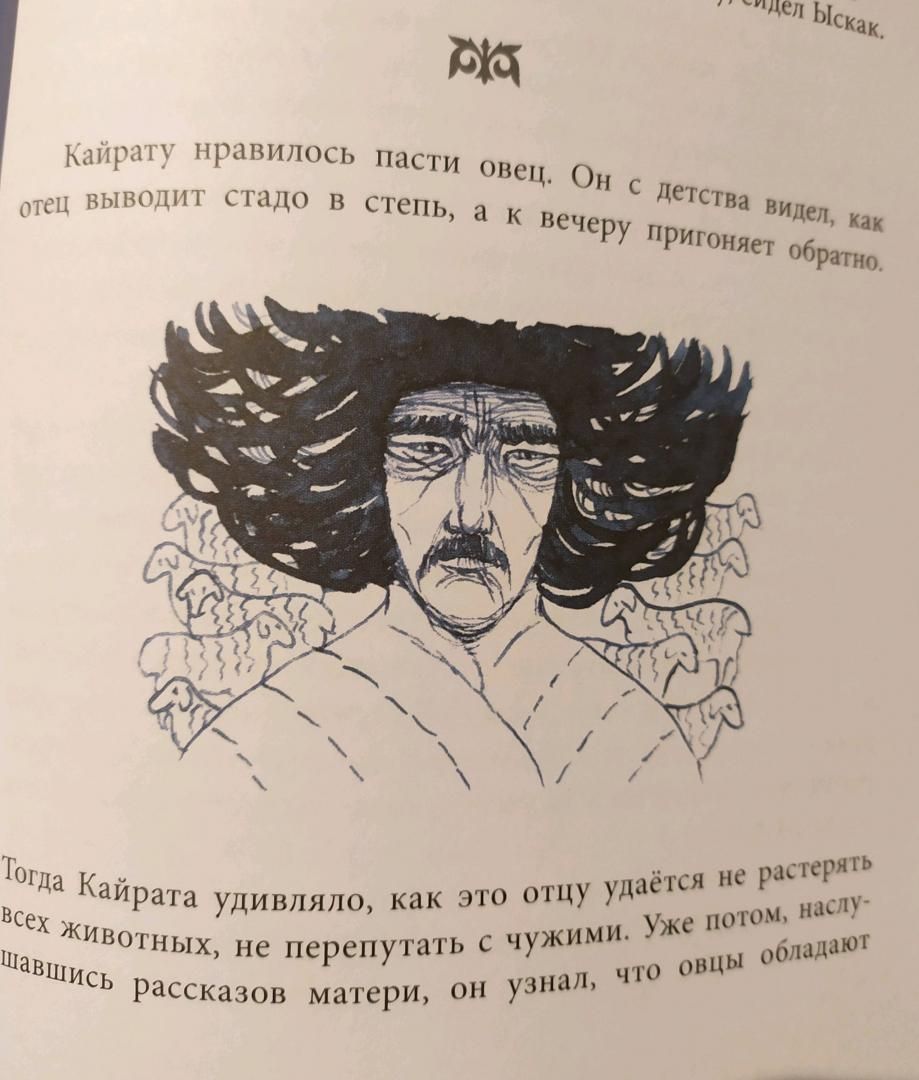 сидел Ыскак.
Кайрату нравилось пасти овец. Он с детства видел, как
отец выводит стадо в степь, а к вечеру пригоняет обратно.
Тогда Кайрата удивляло, как это отцу удаётся не растерять
всех животных, не перепутать с чужими. Уже потом, наслу-
шавшись рассказов матери, он узнал, что овцы обладают